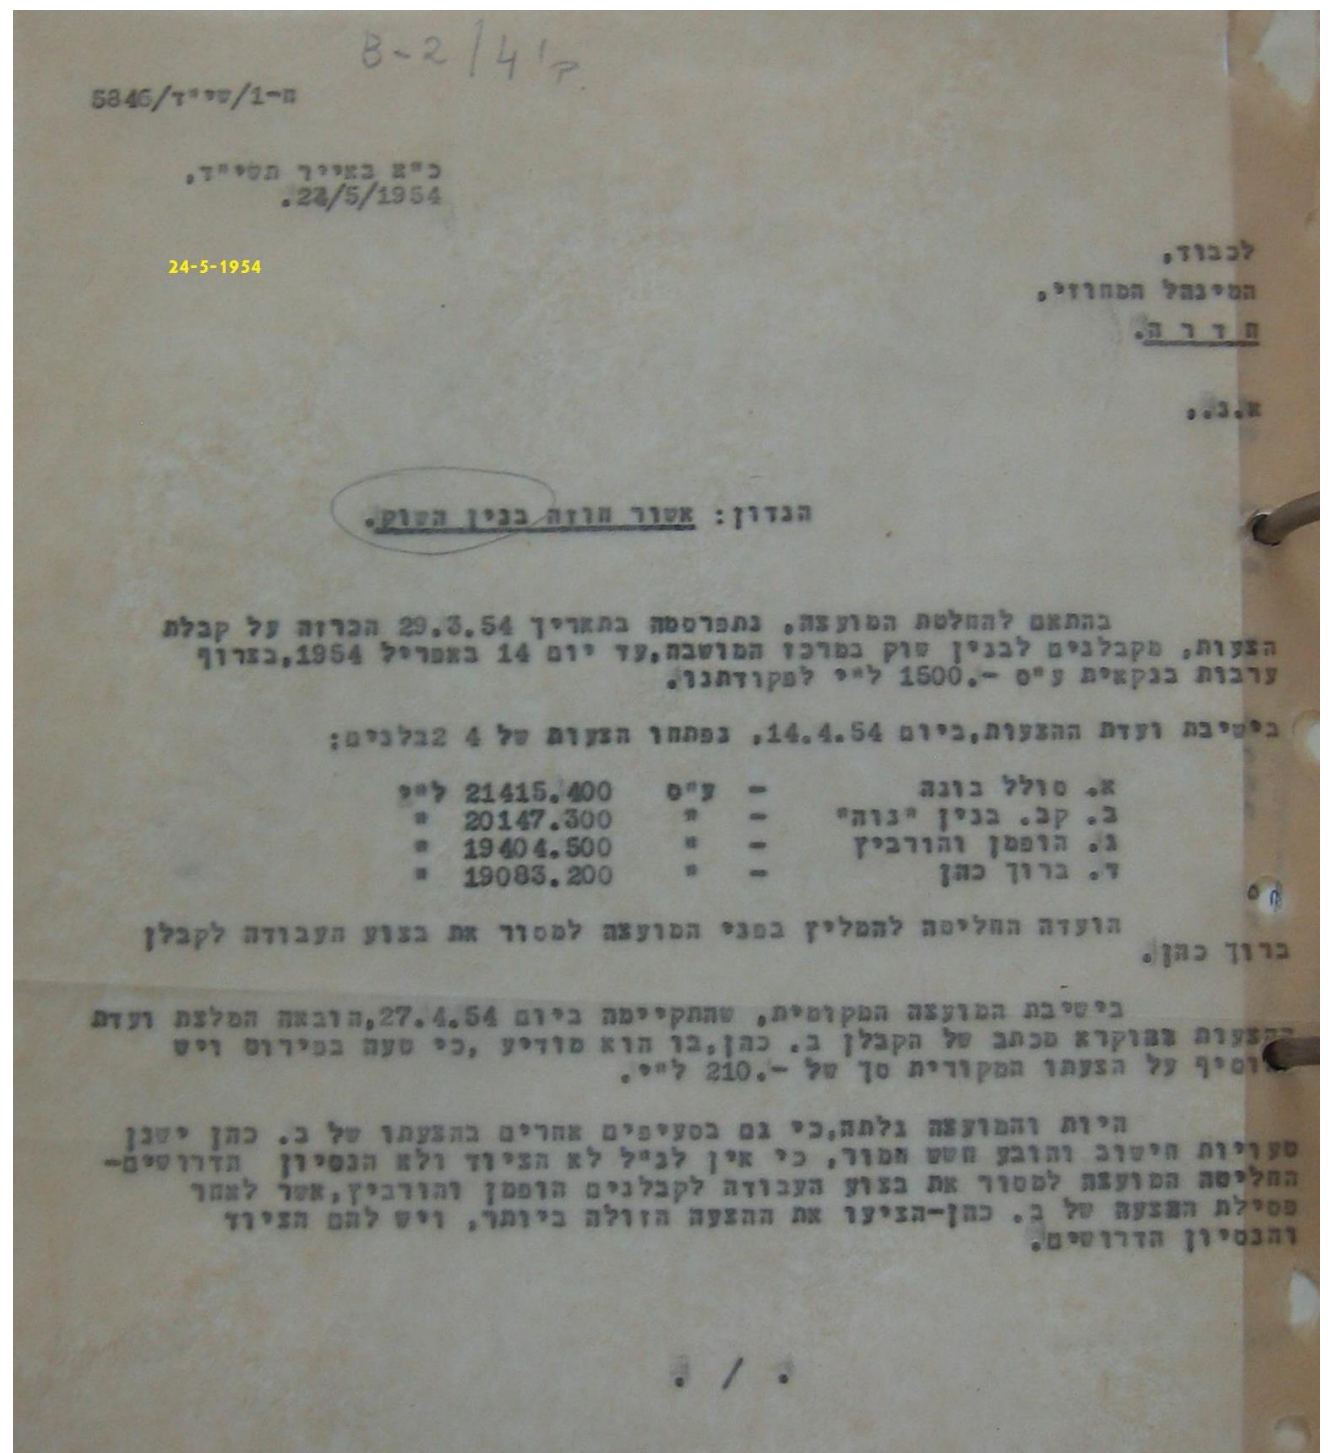 B-2/4 'ק
ח-1/שי"ד/5846
כ"א באייר תשי"ד,
24/5/1954.
24-5-1954
לכבוד,
המינהל המחוזי,
ח ד ר ה.
א.נ.,
הנדון: אשור חוזה בנין השוק.
בהתאם להחלטת המועצה, נתפרסמה בתאריך 29.3.54 הכרזה על קבלת
הצעות, מקבלנים לבנין שוק במרכז המושבה,עד יום 14 באפריל 1954,בצרוף
ערבות בנקאית ע"ס -.1500 ל"י לפקודתנו.
בישיבת ועדת ההצעות,ביום 14.4.54, נפתחו הצעות של 4 2בלנים:
א. סולל בונה - ע"ס 21415.400 ל"י
ב. קב. בנין "נוה" - " 20147.300 "
ג. הופמן והורביץ - " 19404.500 "
ד. ברוך כהן - " 19083.200 "
הועדה החליטה להמליץ בפני המועצה למסור את בצוע העבודה לקבלן
ברוך כהן.
בישיבת המועצה המקומית, שהתקיימה ביום 27.4.54,הובאה המלצת ועדת
ההצעות והוקרא מכתב של הקבלן ב. כהן,בו הוא מודיע ,כי טעה בפירוט ויש
להוסיף על הצעתו המקורית סך של -.210 ל"י.
היות והמועצה גלתה,כי גם בסעיפים אחרים בהצעתו של ב. כהן ישנן
טעויות חישוב והובע חשש חמור, כי אין לנ"ל לא הציוד ולא הנסיון הדרושים-
החליטה המועצה למסור את בצוע העבודה לקבלנים הופמן והורביץ,אשר לאחר
פסילת הצעה של ב. כהן-הציעו את ההצעה הזולה ביותר, ויש להם הציוד
והנסיון הדרושים.
. / .